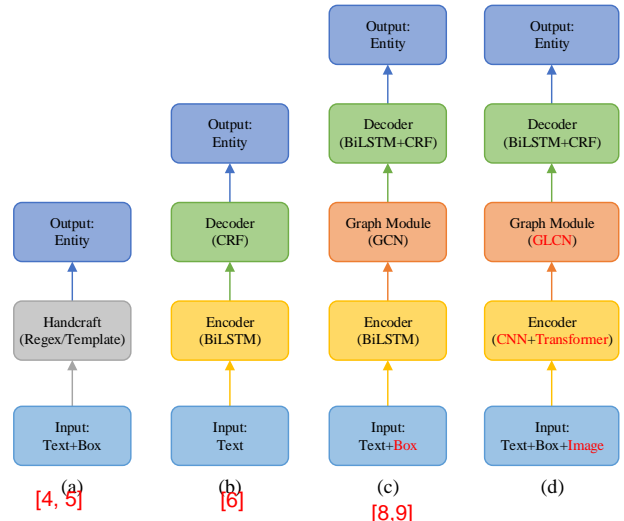 Output:
Entity
Handcraft
(Regex/Template)
Input:
Text+Box
(a)
[4, 5]
Output:
Entity
Decoder
(CRF)
Encoder
(BiLSTM)
Input:
Text
(b)
[6]
Output:
Entity
Decoder
(BiLSTM+CRF)
Graph Module
(GCN)
Encoder
(BiLSTM)
Input:
Text+Box
(c)
[8,9]
Output:
Entity
Decoder
(BiLSTM+CRF)
Graph Module
(GLCN)
Encoder
(CNN+Transformer)
Input:
Text+Box+Image
(d)